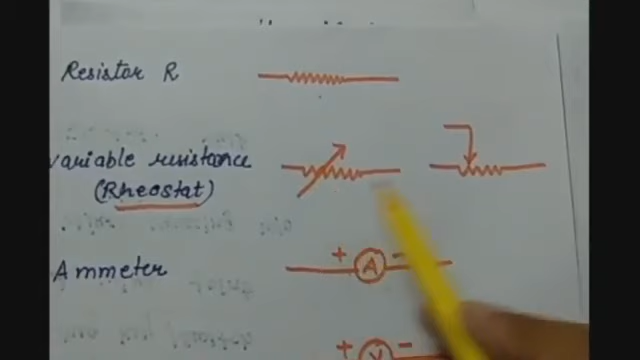 Resistor R
variable resistance
(Rheostat)
Ammeter
+ A -
+ V -